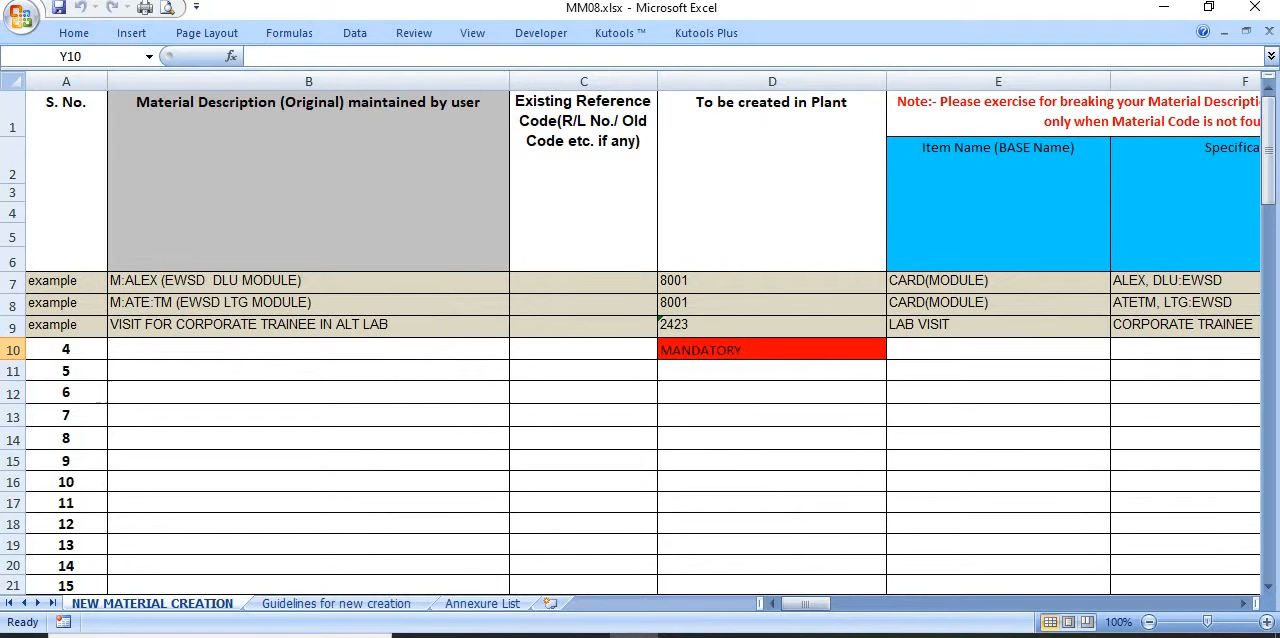 MM08.xlsx - Microsoft Excel
Home Insert Page Layout Formulas Data Review View Developer Kutools ™ Kutools Plus
Y10 fx
A B C D E F
S. No. Material Description (Original) maintained by user Existing Reference Code(R/L No./ Old Code etc. if any) To be created in Plant Note:- Please exercise for breaking your Material Descripti
only when Material Code is not fou
1
Item Name (BASE Name) Specifica
2
3
4
5
6
7 example M:ALEX (EWSD DLU MODULE) 8001 CARD(MODULE) ALEX, DLU:EWSD
8 example M:ATE:TM (EWSD LTG MODULE) 8001 CARD(MODULE) ATETM, LTG:EWSD
9 example VISIT FOR CORPORATE TRAINEE IN ALT LAB 2423 LAB VISIT CORPORATE TRAINEE
10 4 MANDATORY
11 5
12 6
13 7
14 8
15 9
16 10
17 11
18 12
19 13
20 14
21 15
NEW MATERIAL CREATION Guidelines for new creation Annexure List
Ready 100%